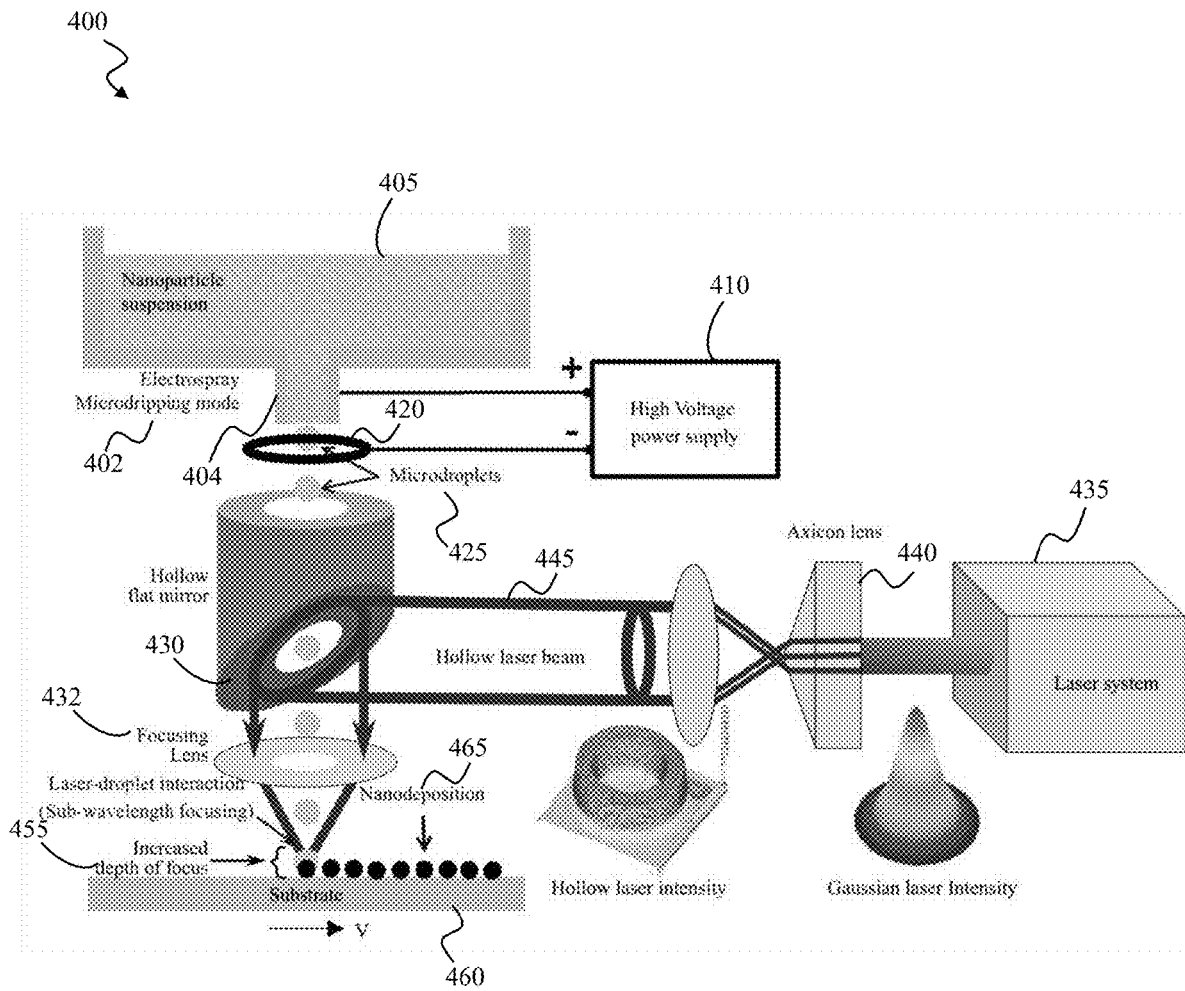 400
405
Nanoparticle
suspension
410
+
Electrospray
Microdripping mode
High Voltage
power supply
420
-
402
404
Microdroplets
425
435
Axicon lens
440
445
Hollow
flat mirror
430
Hollow laser beam
Laser system
432
Focusing
Lens
465
Laser-droplet interaction
Nanodeposition
(Sub-wavelength focusing)
455
Increased
depth of focus
Hollow laser intensity
Gaussian laser Intensity
Substrate
V
460